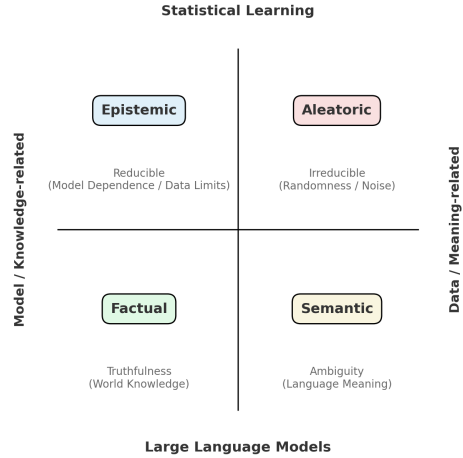 Statistical Learning
Epistemic
Aleatoric
Reducible
(Model Dependence / Data Limits)
Irreducible
(Randomness / Noise)
Model / Knowledge-related
Data / Meaning-related
Factual
Semantic
Truthfulness
(World Knowledge)
Ambiguity
(Language Meaning)
Large Language Models